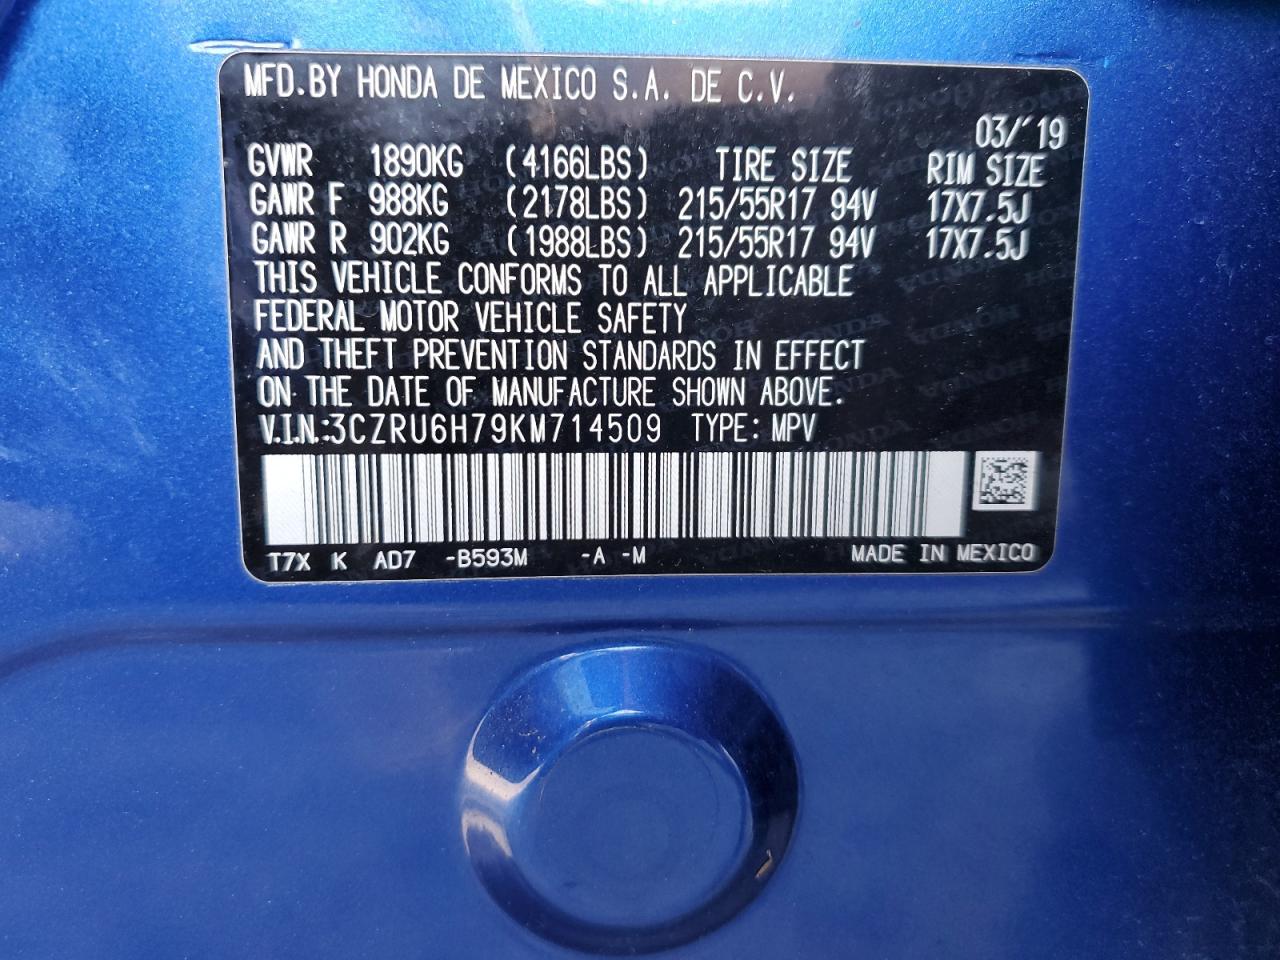 MFD.BY HONDA DE MEXICO S.A. DE C.V.
03/'19
GVWR 1890KG (4166LBS) TIRE SIZE RIM SIZE
GAWR F 988KG (2178LBS) 215/55R17 94V 17X7.5J
GAWR R 902KG (1988LBS) 215/55R17 94V 17X7.5J
THIS VEHICLE CONFORMS TO ALL APPLICABLE
FEDERAL MOTOR VEHICLE SAFETY
AND THEFT PREVENTION STANDARDS IN EFFECT
ON THE DATE OF MANUFACTURE SHOWN ABOVE.
V.I.N.:3CZRU6H79KM714509 TYPE: MPV
T7X K AD7 -B593M -A -M MADE IN MEXICO